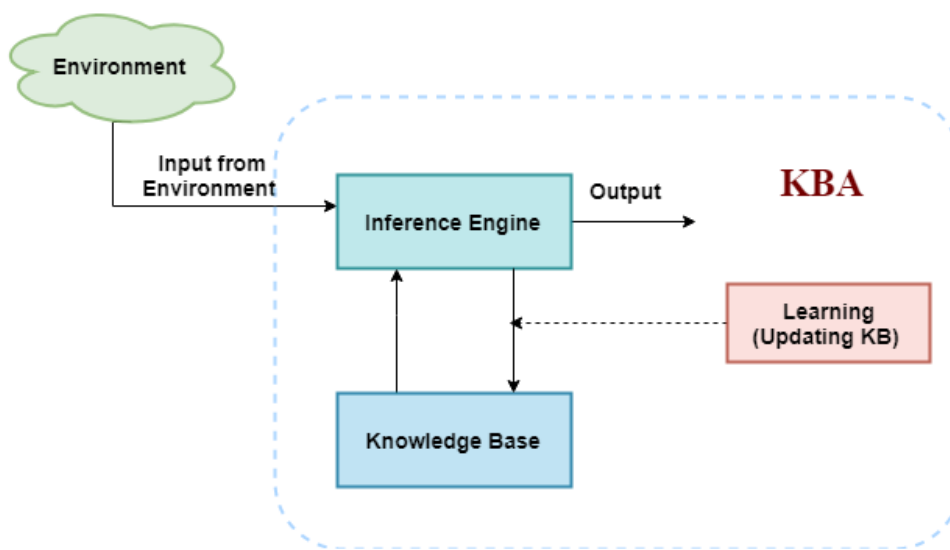 Environment
Input from
Environment
KBA
Output
Inference Engine
Learning
(Updating KB)
Knowledge Base